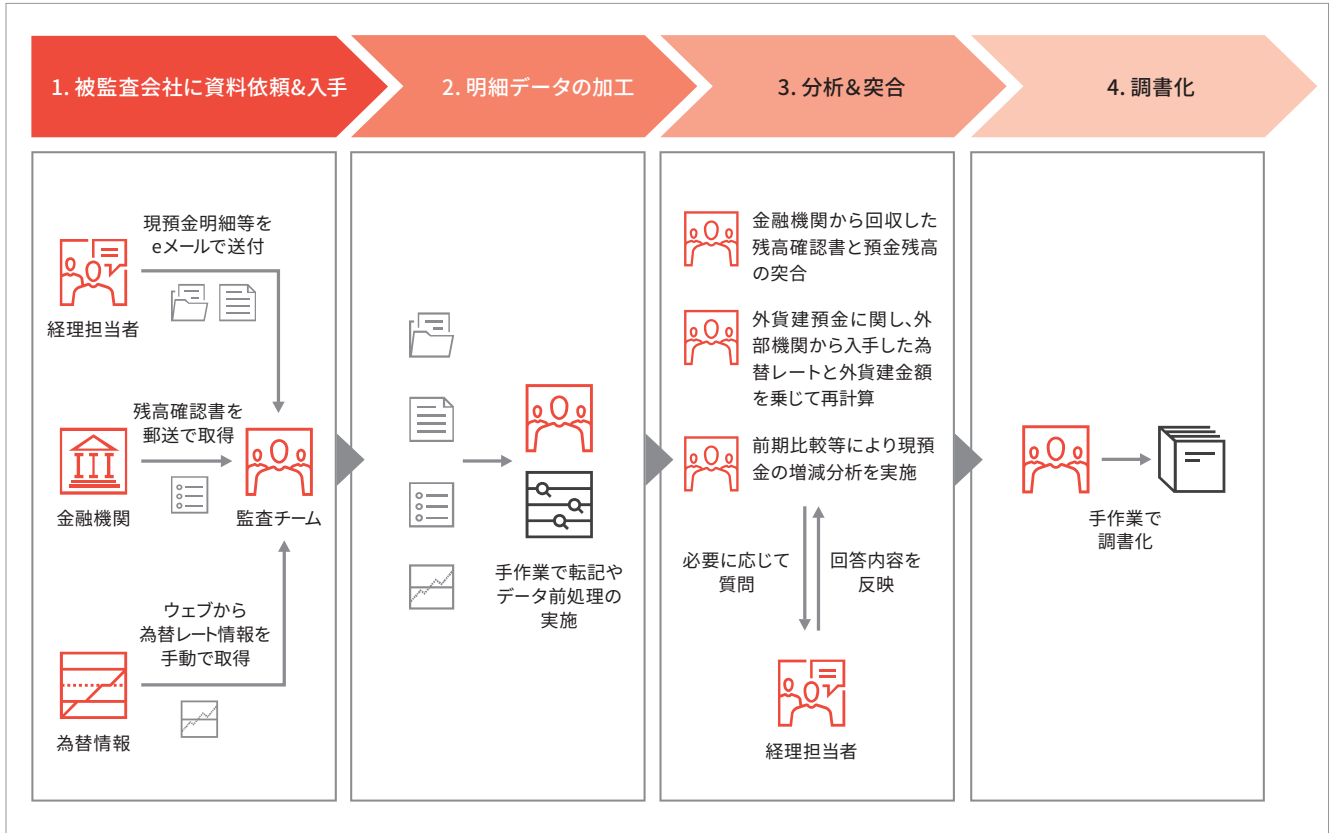 1. 被監査会社に資料依頼&入手
2. 明細データの加工
3. 分析&突合
4. 調書化
現預金明細等を
eメールで送付
経理担当者
残高確認書を
郵送で取得
金融機関
監査チーム
ウェブから
為替レート情報を
手動で取得
為替情報
手作業で転記や
データ前処理の
実施
金融機関から回収した
残高確認書と預金残高
の突合
外貨建預金に関し、外
部機関から入手した為
替レートと外貨建金額
を乗じて再計算
前期比較等により現預
金の増減分析を実施
必要に応じて
質問
回答内容を
反映
経理担当者
手作業で
調書化